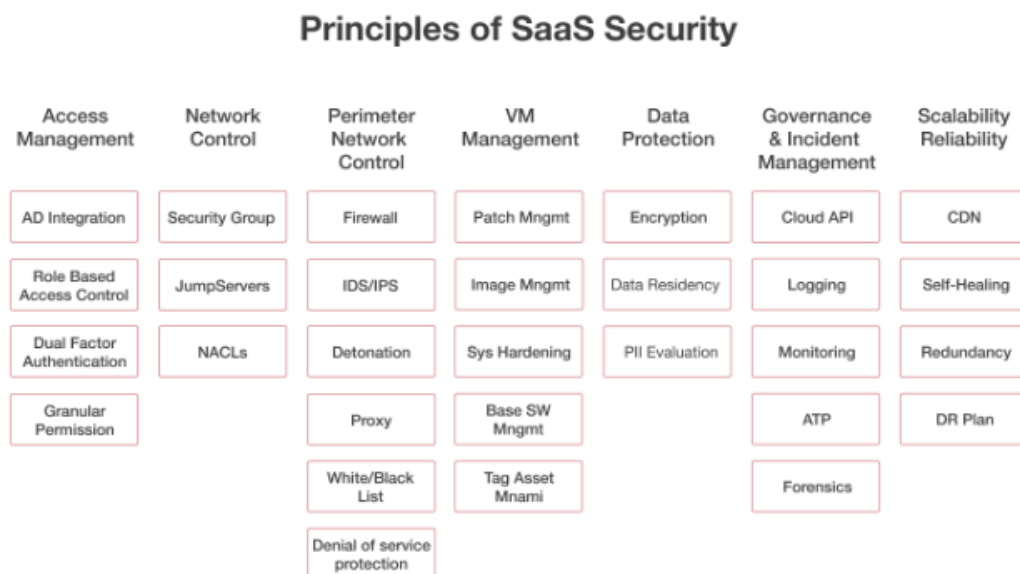 Principles of SaaS Security
Access
Management
AD Integration
Role Based
Access Control
Dual Factor
Authentication
Granular
Permission
Network
Control
Security Group
JumpServers
NACLs
Perimeter
Network
Control
Firewall
IDS/IPS
Detonation
Proxy
White/Black
List
Denial of service
protection
VM
Management
Patch Mngmt
Image Mngmt
Sys Hardening
Base SW
Mngmt
Tag Asset
Mnami
Data
Protection
Encryption
Data Residency
PII Evaluation
Governance
& Incident
Management
Cloud API
Logging
Monitoring
ATP
Forensics
Scalability
Reliability
CDN
Self-Healing
Redundancy
DR Plan